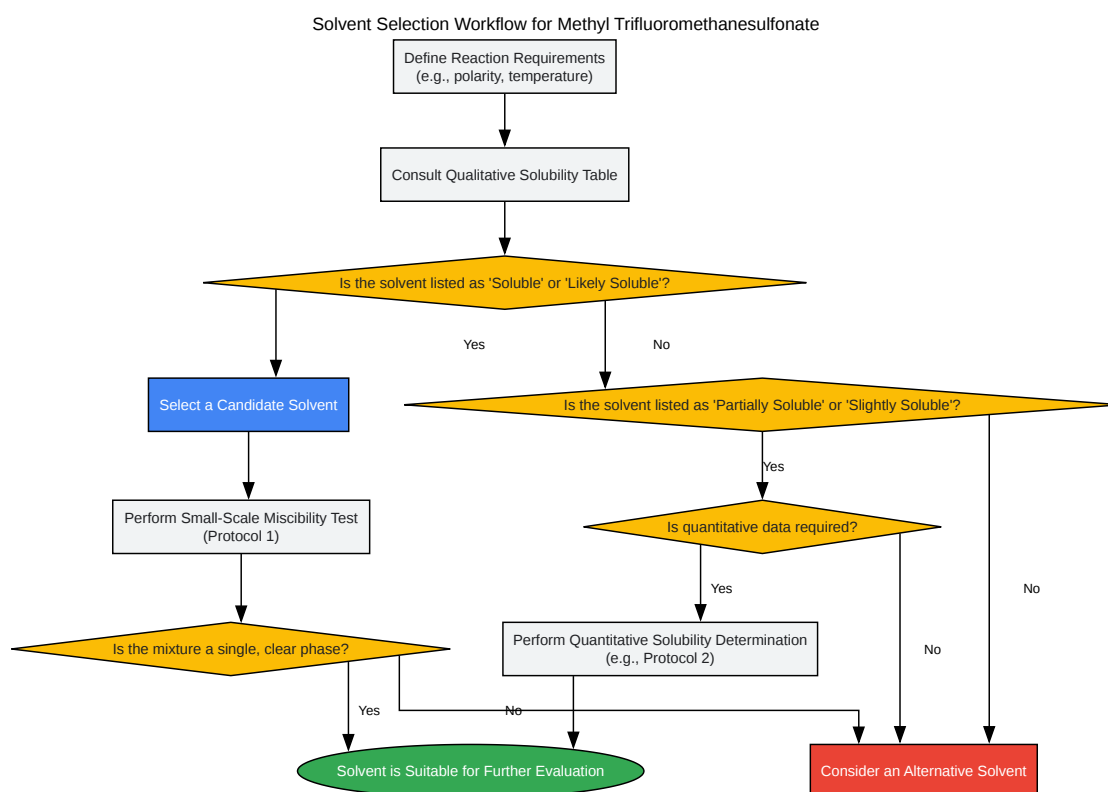 Solvent Selection Workflow for Methyl Trifluoromethanesulfonate
Define Reaction Requirements
(e.g., polarity, temperature)
Consult Qualitative Solubility Table
Is the solvent listed as 'Soluble' or 'Likely Soluble'?
Yes
No
Select a Candidate Solvent
Is the solvent listed as 'Partially Soluble' or 'Slightly Soluble'?
Yes
Perform Small-Scale Miscibility Test
(Protocol 1)
Is quantitative data required?
Yes
No
Is the mixture a single, clear phase?
Perform Quantitative Solubility Determination
(e.g., Protocol 2)
No
Yes
No
Solvent is Suitable for Further Evaluation
Consider an Alternative Solvent